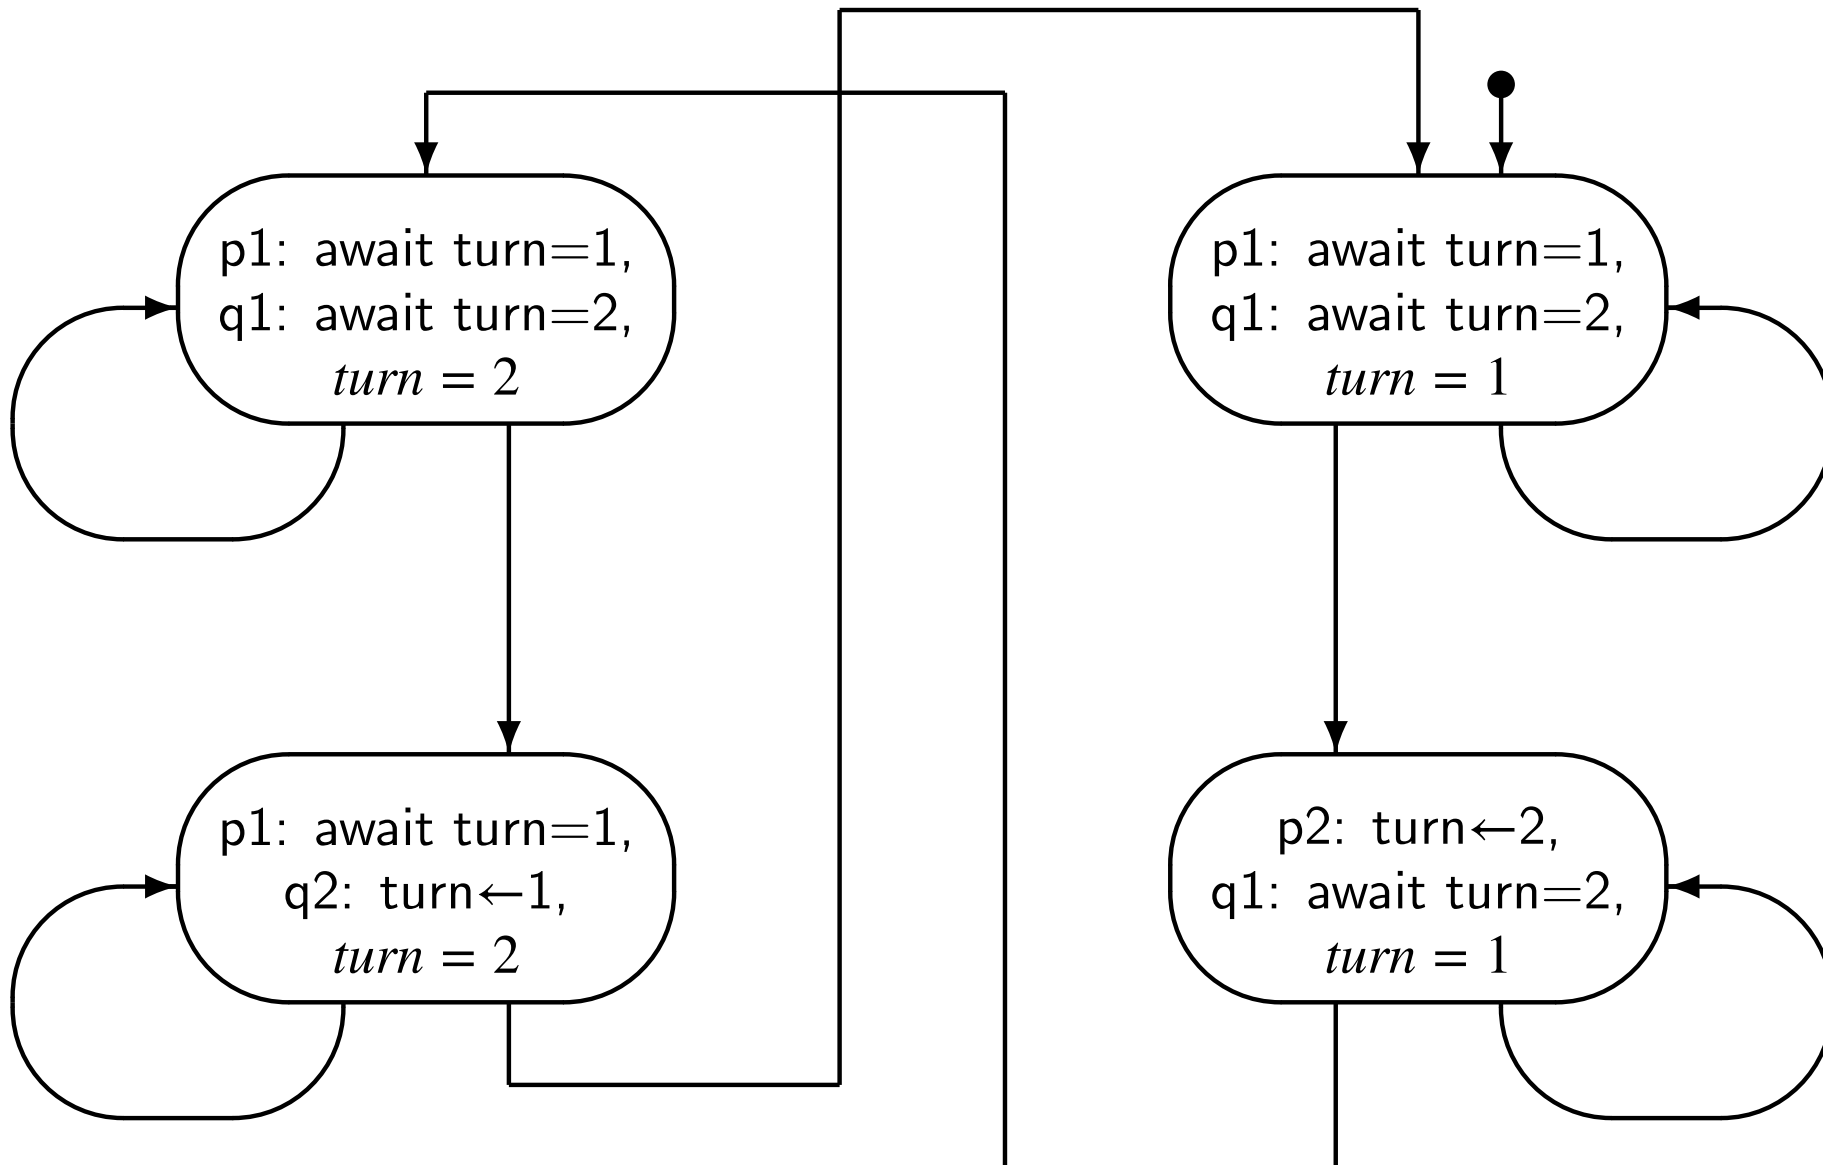 p1: await turn=1,
q1: await turn=2,
turn = 2
p1: await turn=1,
q1: await turn=2,
turn = 1
p1: await turn=1,
q2: turn←1,
turn = 2
p2: turn←2,
q1: await turn=2,
turn = 1